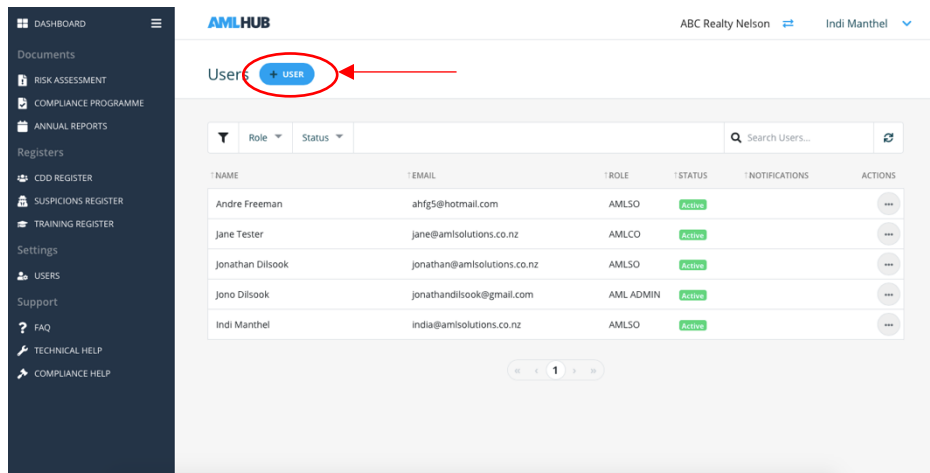 DASHBOARD
Documents
RISK ASSESSMENT
COMPLIANCE PROGRAMME
ANNUAL REPORTS
Registers
CDD REGISTER
SUSPICIONS REGISTER
TRAINING REGISTER
Settings
USERS
Support
? FAQ
TECHNICAL HELP
COMPLIANCE HELP
AMLHUB
ABC Realty Nelson Indi Manthel
Users + USER
Role Status Search Users...
↑NAME ↑EMAIL ↑ROLE ↑STATUS ↑NOTIFICATIONS ACTIONS
Andre Freeman ahfg5@hotmail.com AMLSO Active ...
Jane Tester jane@amlsolutions.co.nz AMLCO Active ...
Jonathan Dilsook jonathan@amlsolutions.co.nz AMLSO Active ...
Jono Dilsook jonathandilsook@gmail.com AML ADMIN Active ...
Indi Manthel india@amlsolutions.co.nz AMLSO Active ...
« ‹ 1 › »